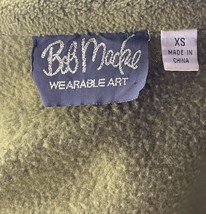 Bob Mackie
WEARABLE ART
XS
MADE IN
CHINA